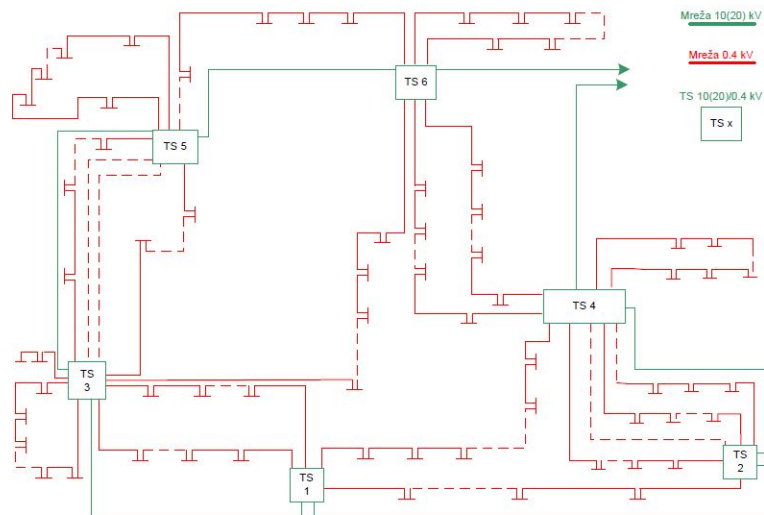 Mreža 10(20) kV
Mreža 0.4 kV
TS 10(20)/0.4 kV
TS x
TS 6
TS 5
TS 4
TS
3
TS
1
TS
2